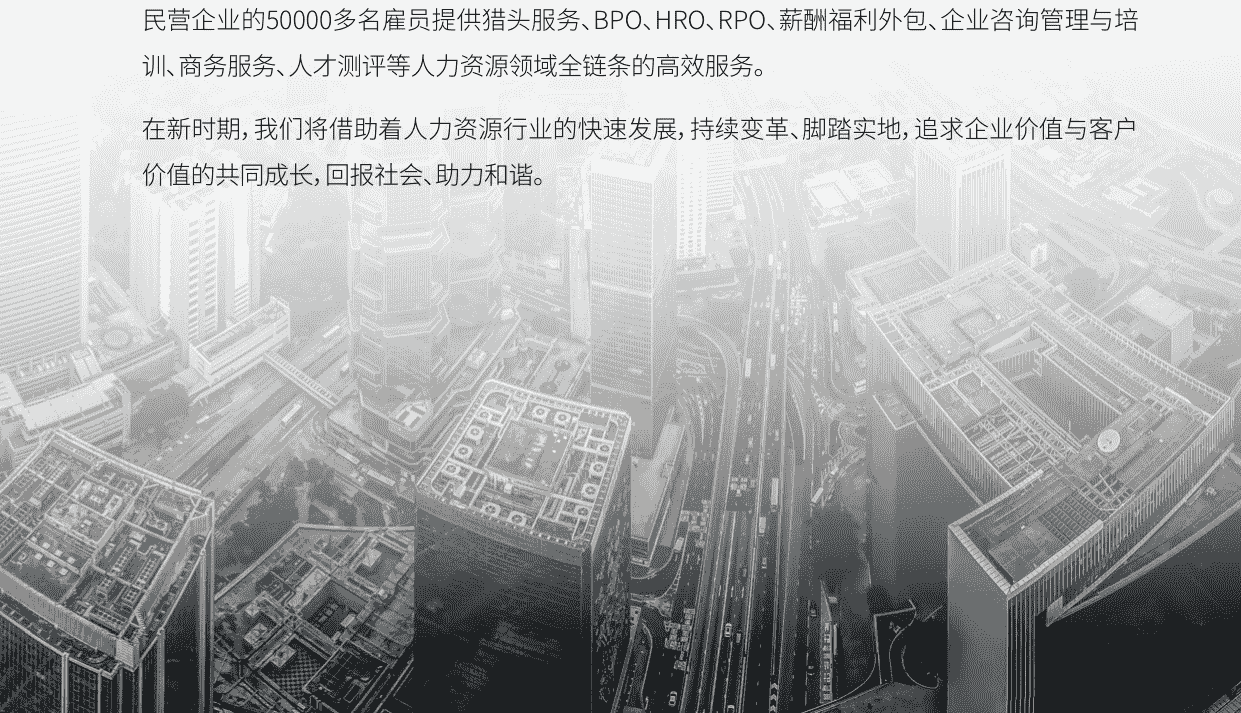 民营企业的50000多名雇员提供猎头服务、BPO、HRO、RPO、薪酬福利外包、企业咨询管理与培
训、商务服务、人才测评等人力资源领域全链条的高效服务。
在新时期，我们将借助着人力资源行业的快速发展，持续变革、脚踏实地，追求企业价值与客户
价值的共同成长，回报社会、助力和谐。